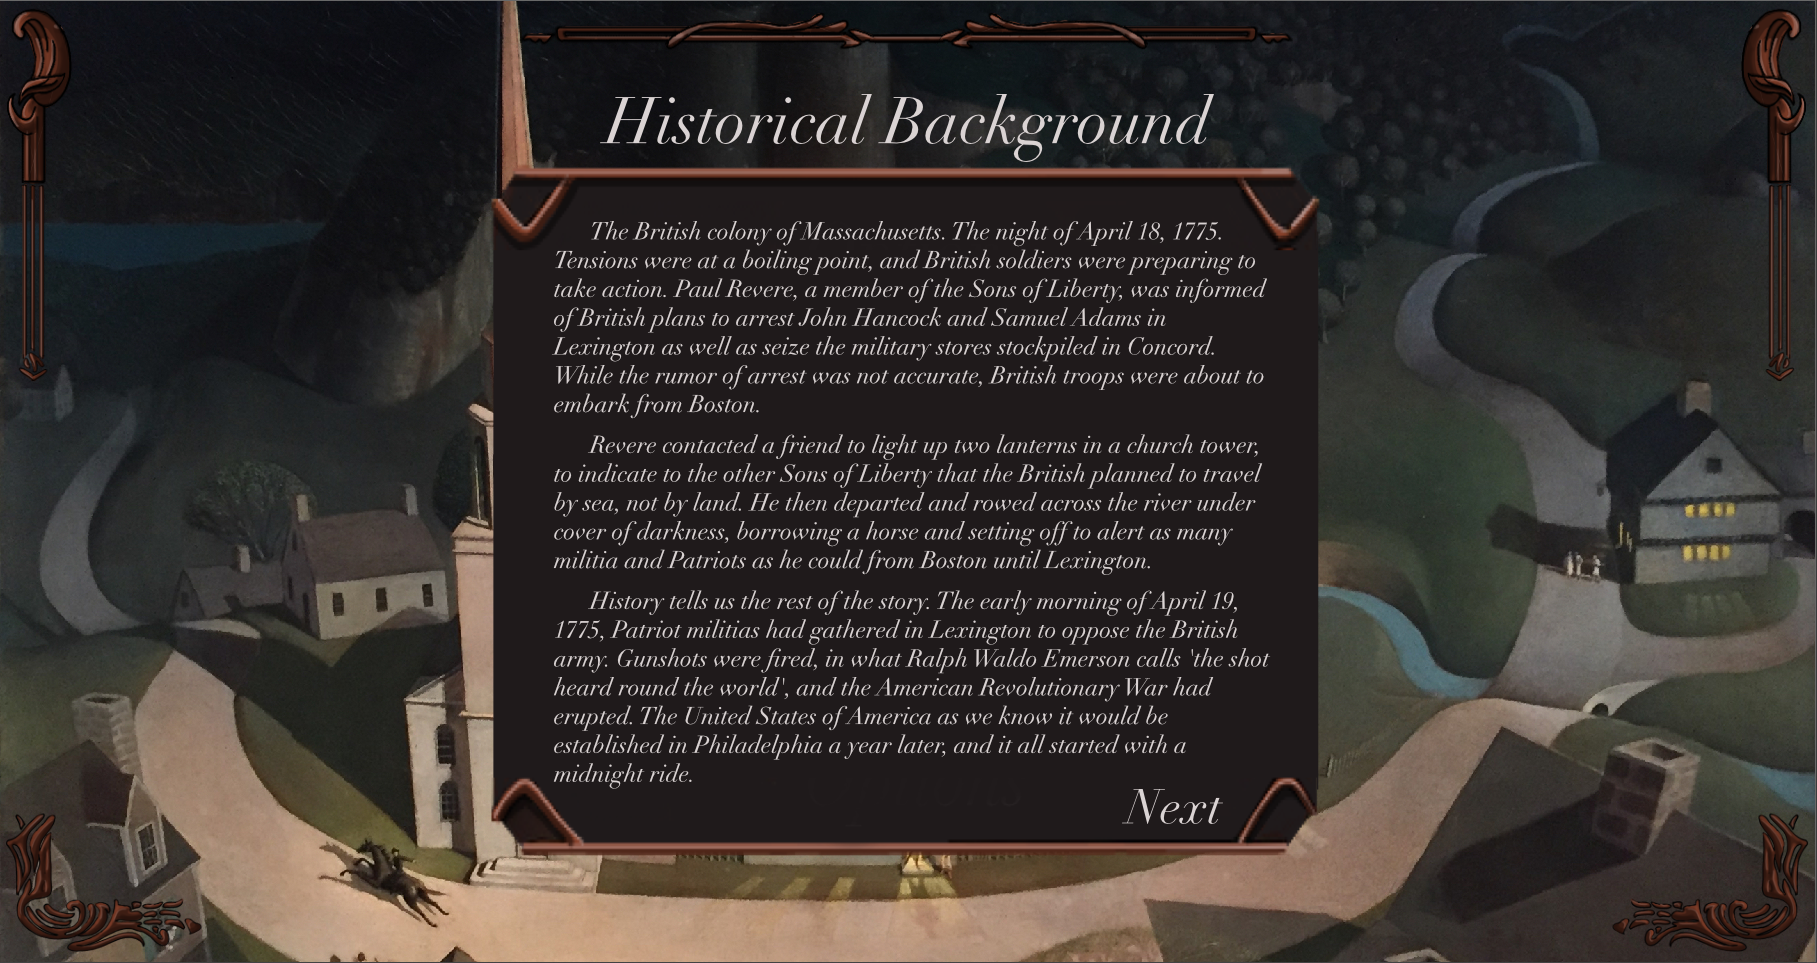 Historical Background
The British colony of Massachusetts. The night of April 18, 1775.
Tensions were at a boiling point, and British soldiers were preparing to
take action. Paul Revere, a member of the Sons of Liberty, was informed
of British plans to arrest John Hancock and Samuel Adams in
Lexington as well as seize the military stores stockpiled in Concord.
While the rumor of arrest was not accurate, British troops were about to
embark from Boston.
Revere contacted a friend to light up two lanterns in a church tower,
to indicate to the other Sons of Liberty that the British planned to travel
by sea, not by land. He then departed and rowed across the river under
cover of darkness, borrowing a horse and setting off to alert as many
militia and Patriots as he could from Boston until Lexington.
History tells us the rest of the story. The early morning of April 19,
1775, Patriot militias had gathered in Lexington to oppose the British
army. Gunshots were fired, in what Ralph Waldo Emerson calls 'the shot
heard round the world', and the American Revolutionary War had
erupted. The United States of America as we know it would be
established in Philadelphia a year later, and it all started with a
midnight ride.
Next